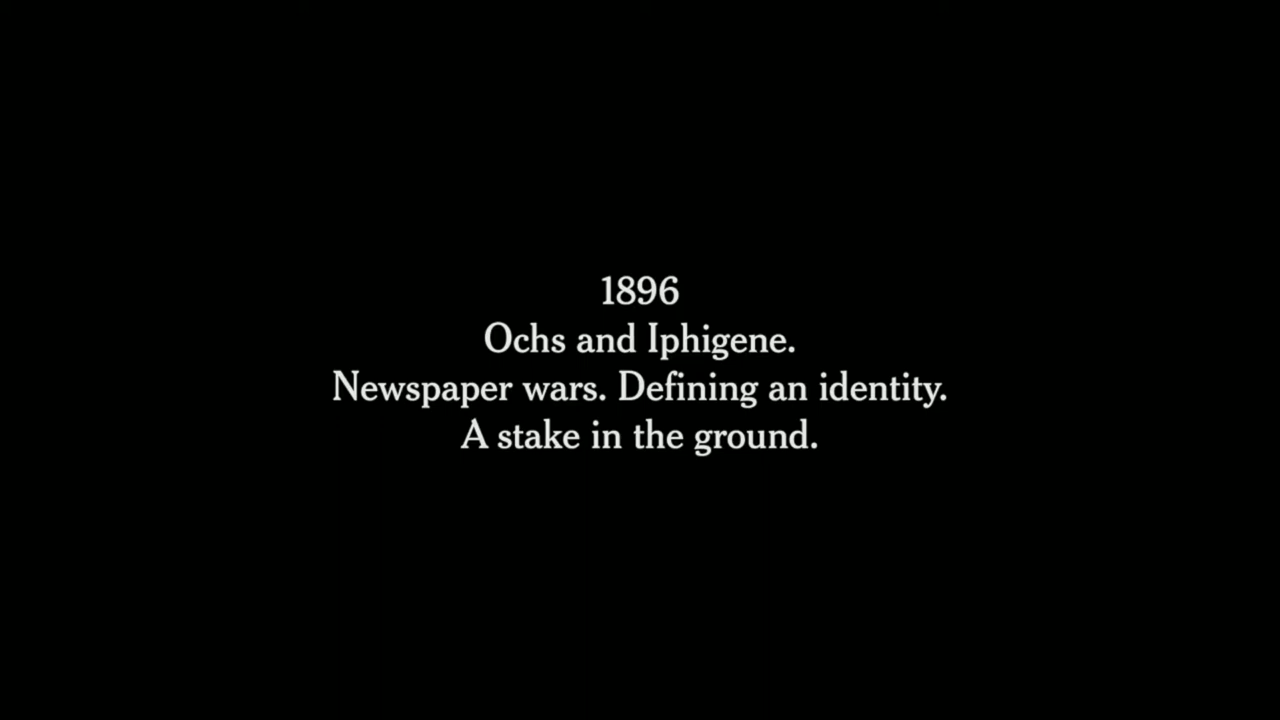 1896
Ochs and Iphigene.
Newspaper wars. Defining an identity.
A stake in the ground.